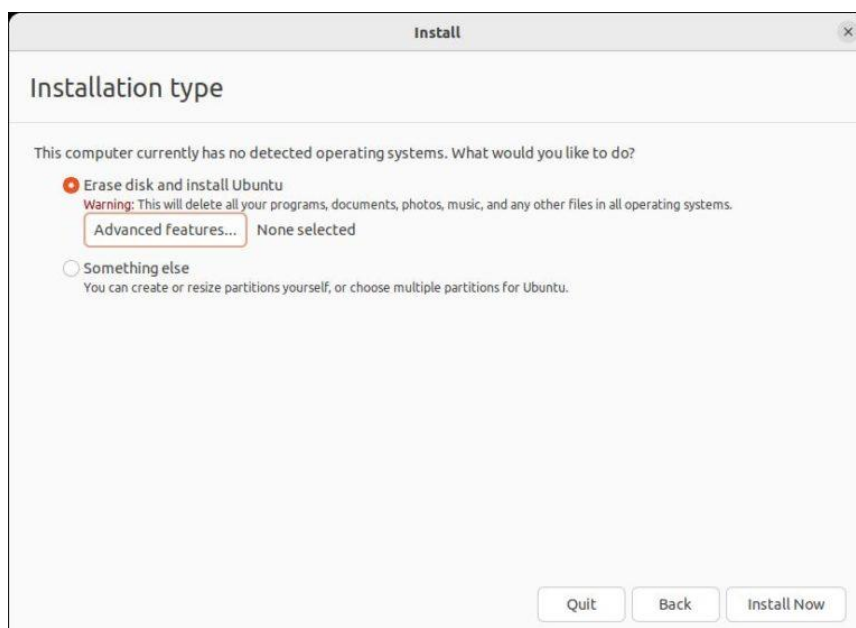 Install
Installation type
This computer currently has no detected operating systems. What would you like to do?
Erase disk and install Ubuntu
Warning: This will delete all your programs, documents, photos, music, and any other files in all operating systems.
Advanced features... None selected
Something else
You can create or resize partitions yourself, or choose multiple partitions for Ubuntu.
Quit Back Install Now